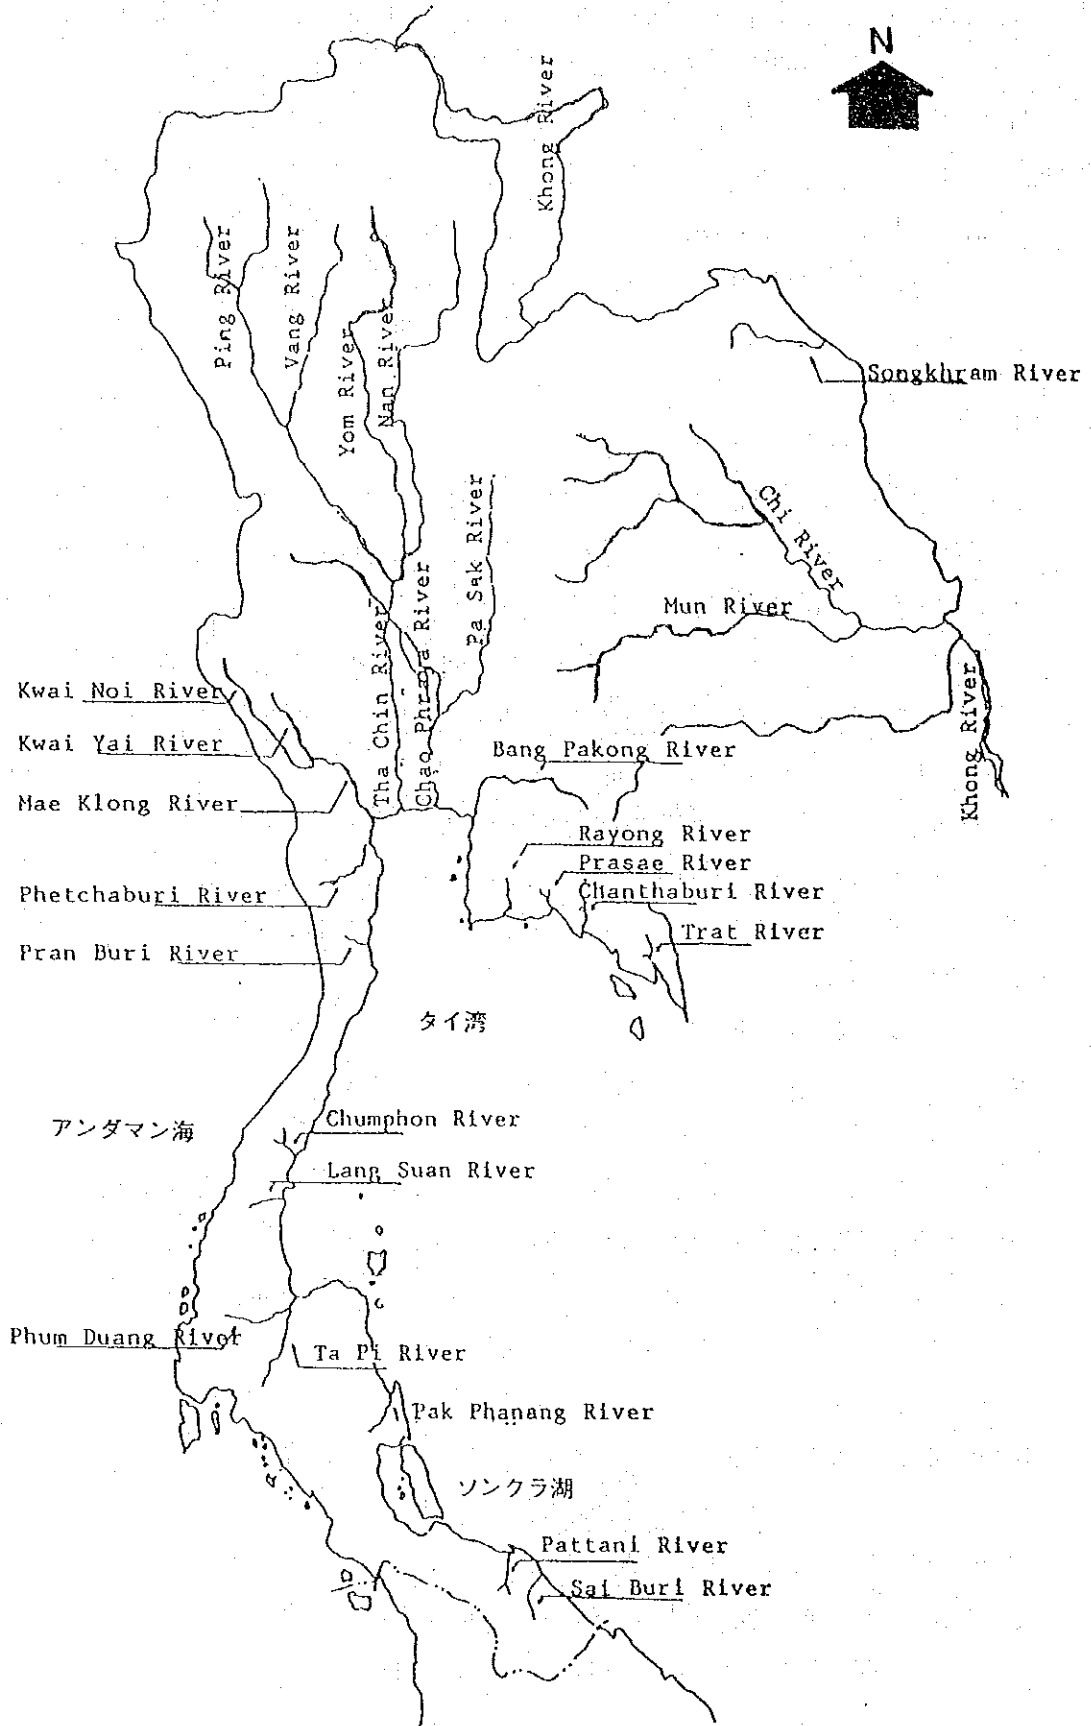 N
Khong River
Ping River
Vang River
Yom River
Nan River
Songkhram River
Pa Sak River
Chi River
Mun River
Tha Chin River
Chao Phraya River
Khong River
Kwai Noi River
Kwai Yai River
Mae Klong River
Bang Pakong River
Rayong River
Prasae River
Chanthaburi River
Trat River
Phetchaburi River
Pran Buri River
タイ湾
アンダマン海
Chumphon River
Lang Suan River
Phum Duang River
Ta Pi River
Pak Phanang River
ソンクラ湖
Pattani River
Sai Buri River